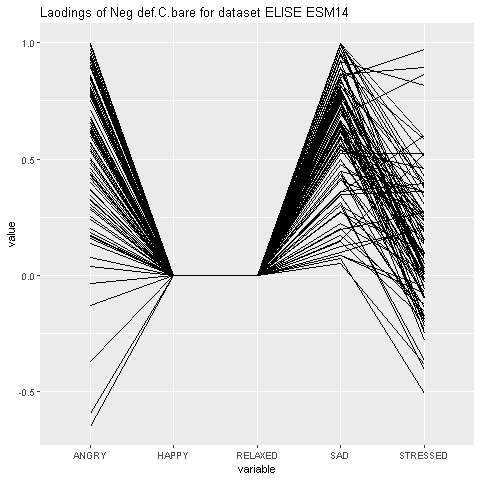 Laodings of Neg def.C.bare for dataset ELISE ESM14
1.0
0.5
0.0
-0.5
value
ANGRY HAPPY RELAXED SAD STRESSED
variable